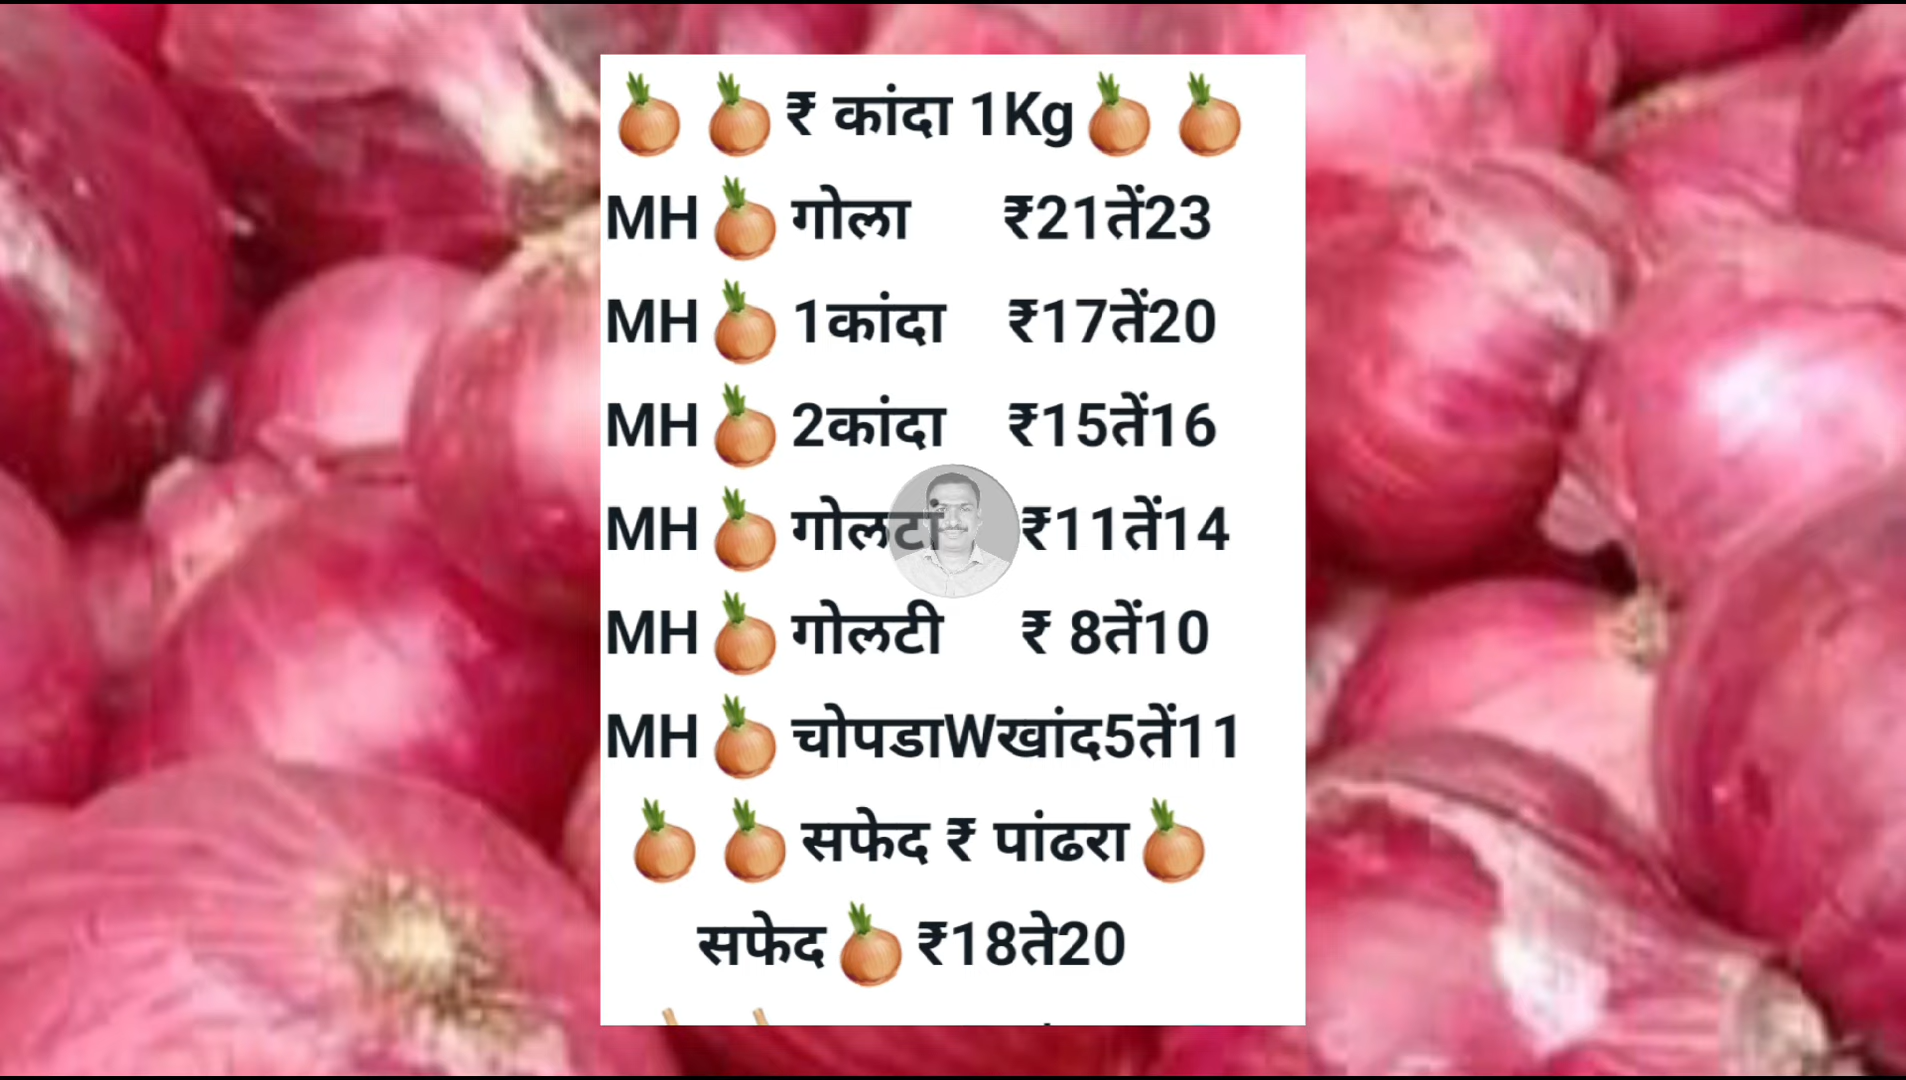 ₹ कांदा 1Kg
MH गोला ₹21तें23
MH 1कांदा ₹17तें20
MH 2कांदा ₹15तें16
MH गोलटा ₹11तें14
MH गोलटी ₹ 8तें10
MH चोपडाWखांद5तें11
सफेद ₹ पांढरा
सफेद ₹18ते20